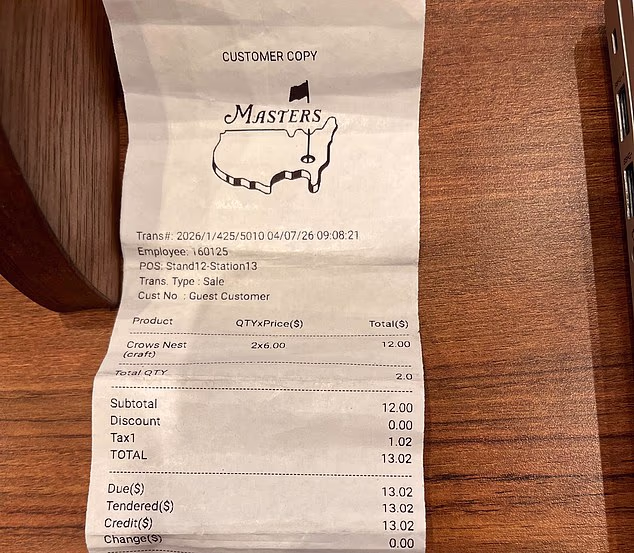 CUSTOMER COPY
MASTERS
Trans#: 2026/1/425/5010 04/07/26 09:08:21
Employee: 160125
POS: Stand12-Station13
Trans. Type : Sale
Cust No : Guest Customer
Product QTYxPrice($) Total($)
Crows Nest 2x6.00 12.00
(craft)
Total QTY 2.0
Subtotal 12.00
Discount 0.00
Tax1 1.02
TOTAL 13.02
Due($) 13.02
Tendered($) 13.02
Credit($) 13.02
Change($) 0.00